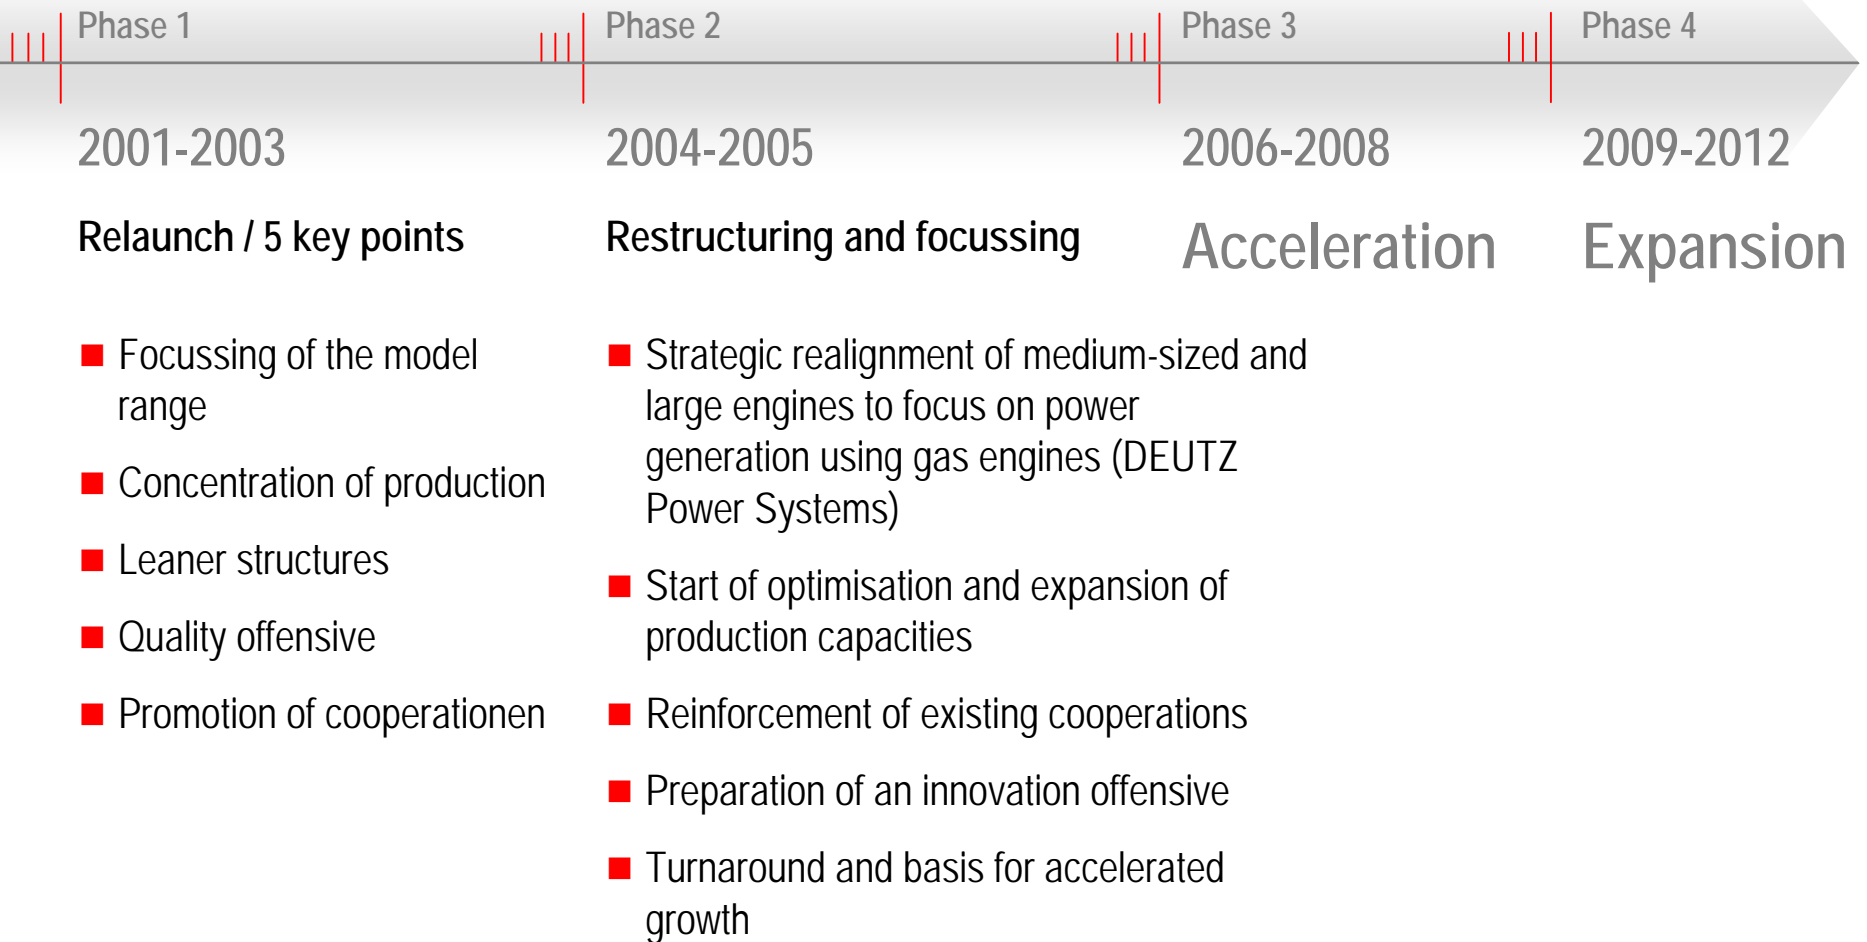 Phase 1
Phase 2
Phase 3
Phase 4
2001-2003
2004-2005
2006-2008
2009-2012
Relaunch / 5 key points
Restructuring and focussing
Acceleration
Expansion
Focussing of the model
range
Concentration of production
Leaner structures
Quality offensive
Promotion of cooperationen
Strategic realignment of medium-sized and
large engines to focus on power
generation using gas engines (DEUTZ
Power Systems)
Start of optimisation and expansion of
production capacities
Reinforcement of existing cooperations
Preparation of an innovation offensive
Turnaround and basis for accelerated
growth